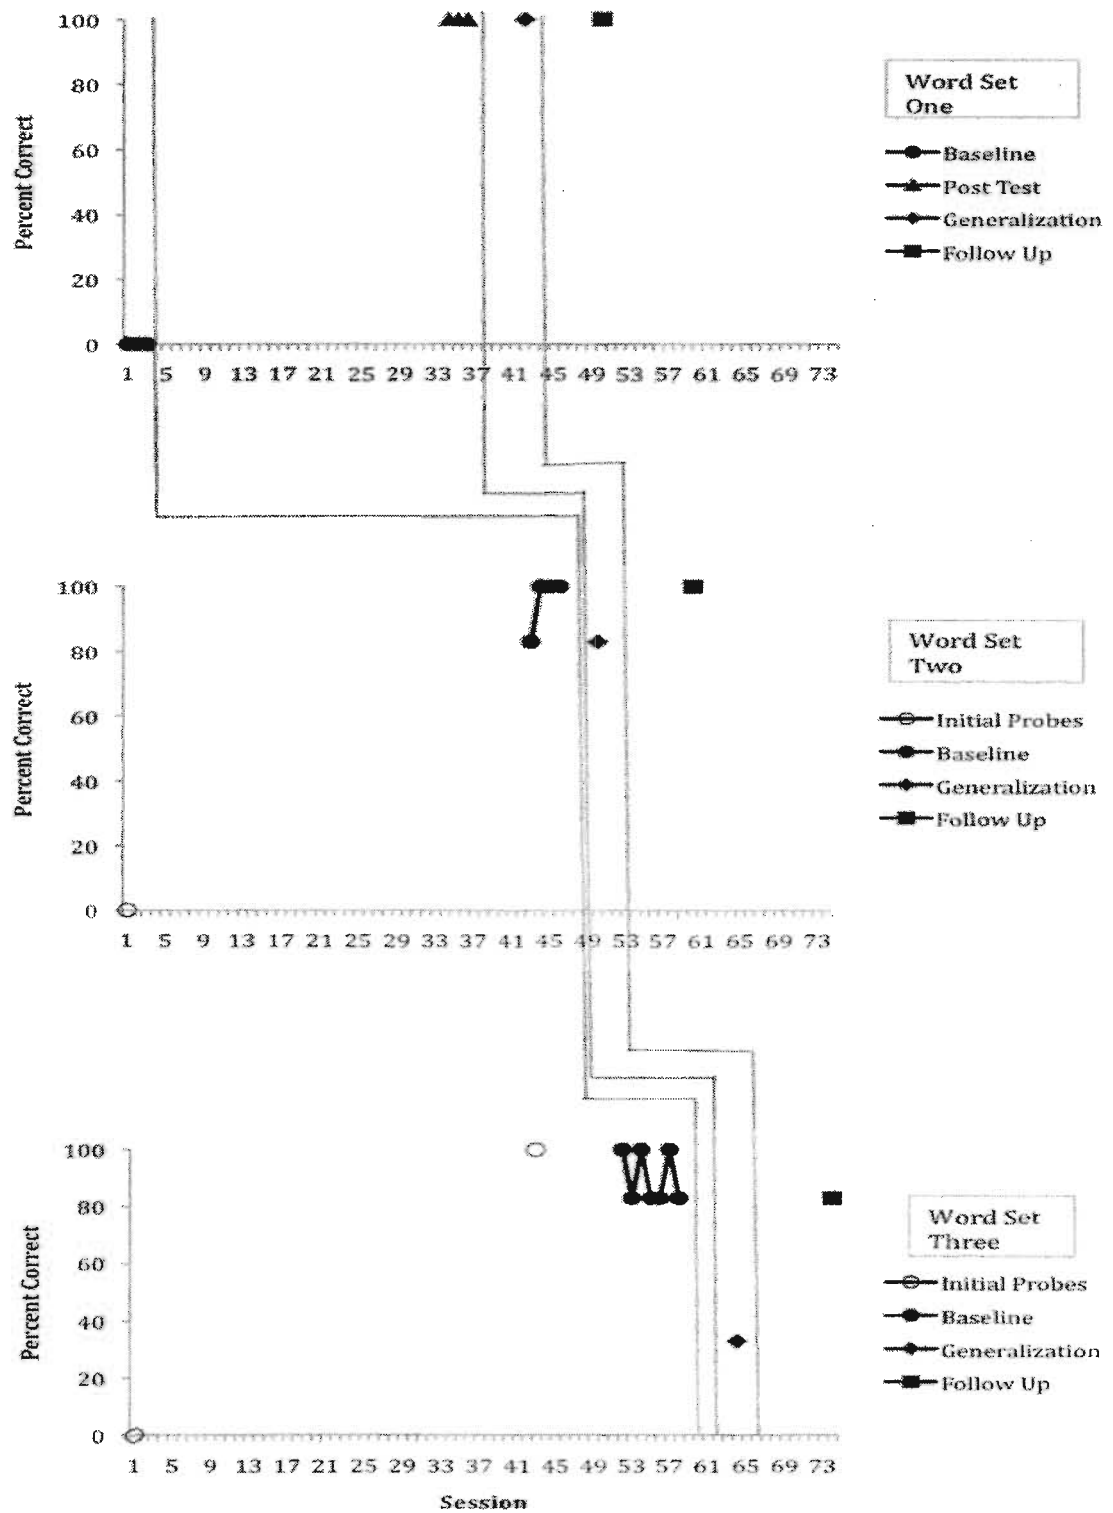 Percent Correct
100
80
60
40
20
0
1 5 9 13 17 21 25 29 33 37 41 45 49 53 57 61 65 69 73
Word Set
One
Baseline
Post Test
Generalization
Follow Up
Percent Correct
100
80
60
40
20
0
1 5 9 13 17 21 25 29 33 37 41 45 49 53 57 61 65 69 73
Word Set
Two
Initial Probes
Baseline
Generalization
Follow Up
Percent Correct
100
80
60
40
20
0
1 5 9 13 17 21 25 29 33 37 41 45 49 53 57 61 65 69 73
Session
Word Set
Three
Initial Probes
Baseline
Generalization
Follow Up